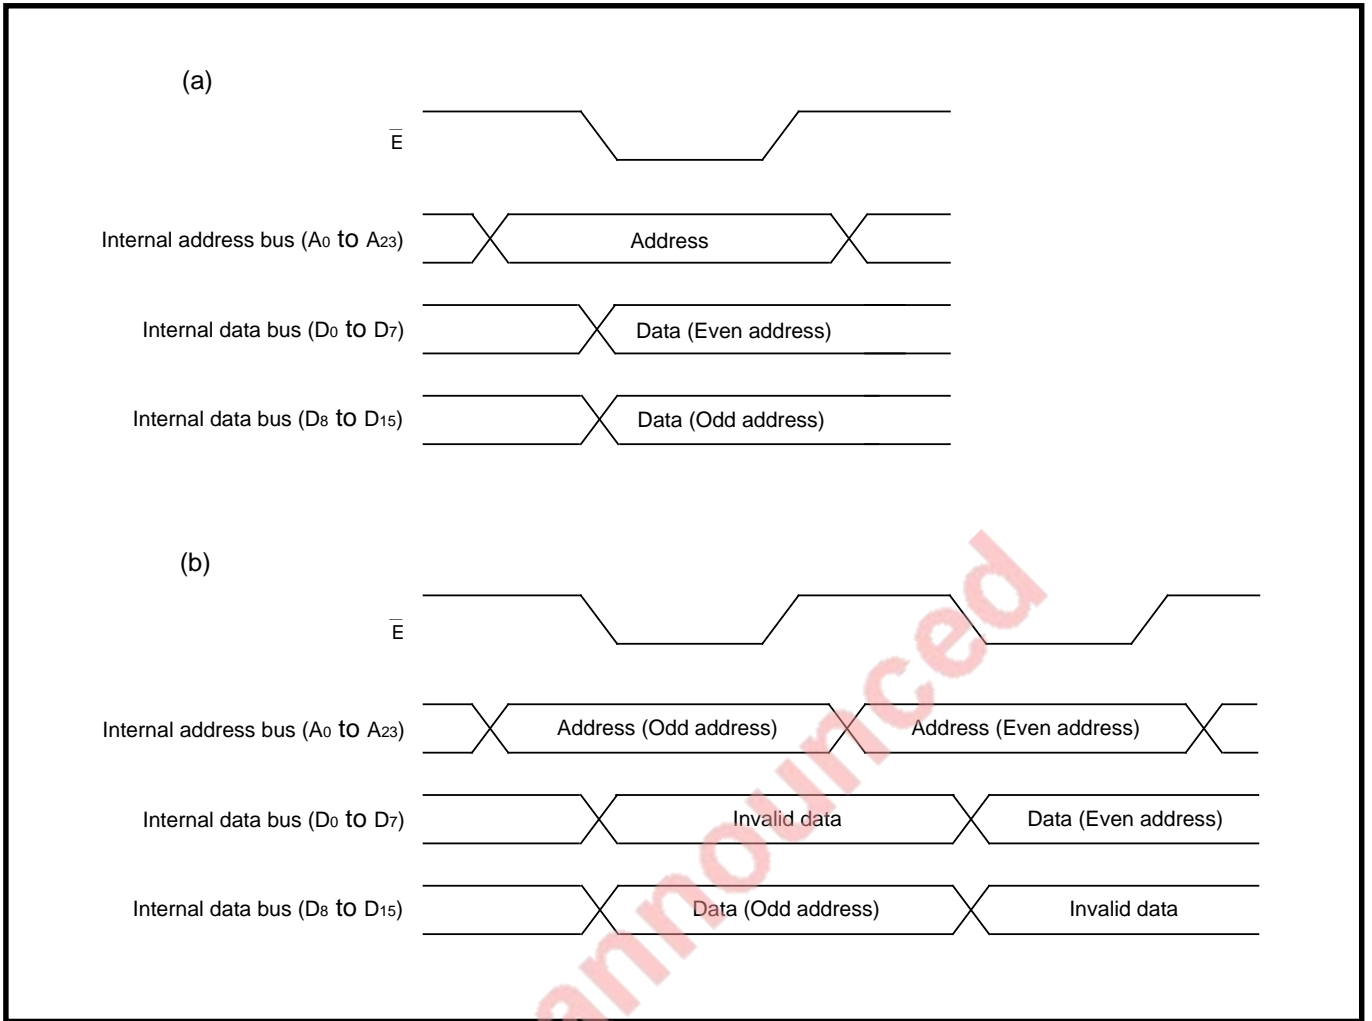 (a)
E̅
Internal address bus (A0 to A23)
Address
Internal data bus (D0 to D7)
Data (Even address)
Internal data bus (D8 to D15)
Data (Odd address)
(b)
E̅
Internal address bus (A0 to A23)
Address (Odd address)
Address (Even address)
Internal data bus (D0 to D7)
Invalid data
Data (Even address)
Internal data bus (D8 to D15)
Data (Odd address)
Invalid data
announced